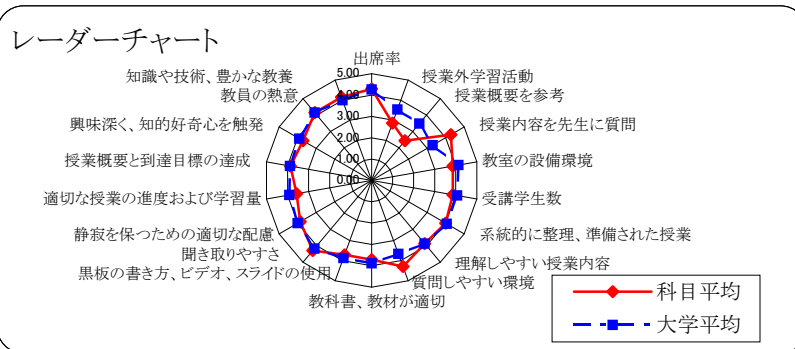 レーダーチャート
出席率
授業外学習活動
授業概要を参考
授業内容を先生に質問
教室の設備環境
受講学生数
系統的に整理、準備された授業
理解しやすい授業内容
質問しやすい環境
教科書、教材が適切
黒板の書き方、ビデオ、スライドの使用
聞き取りやすさ
静寂を保つための適切な配慮
適切な授業の進度および学習量
授業概要と到達目標の達成
興味深く、知的好奇心を触発
教員の熱意
知識や技術、豊かな教養
5.00
4.00
3.00
2.00
1.00
0.00
科目平均
大学平均